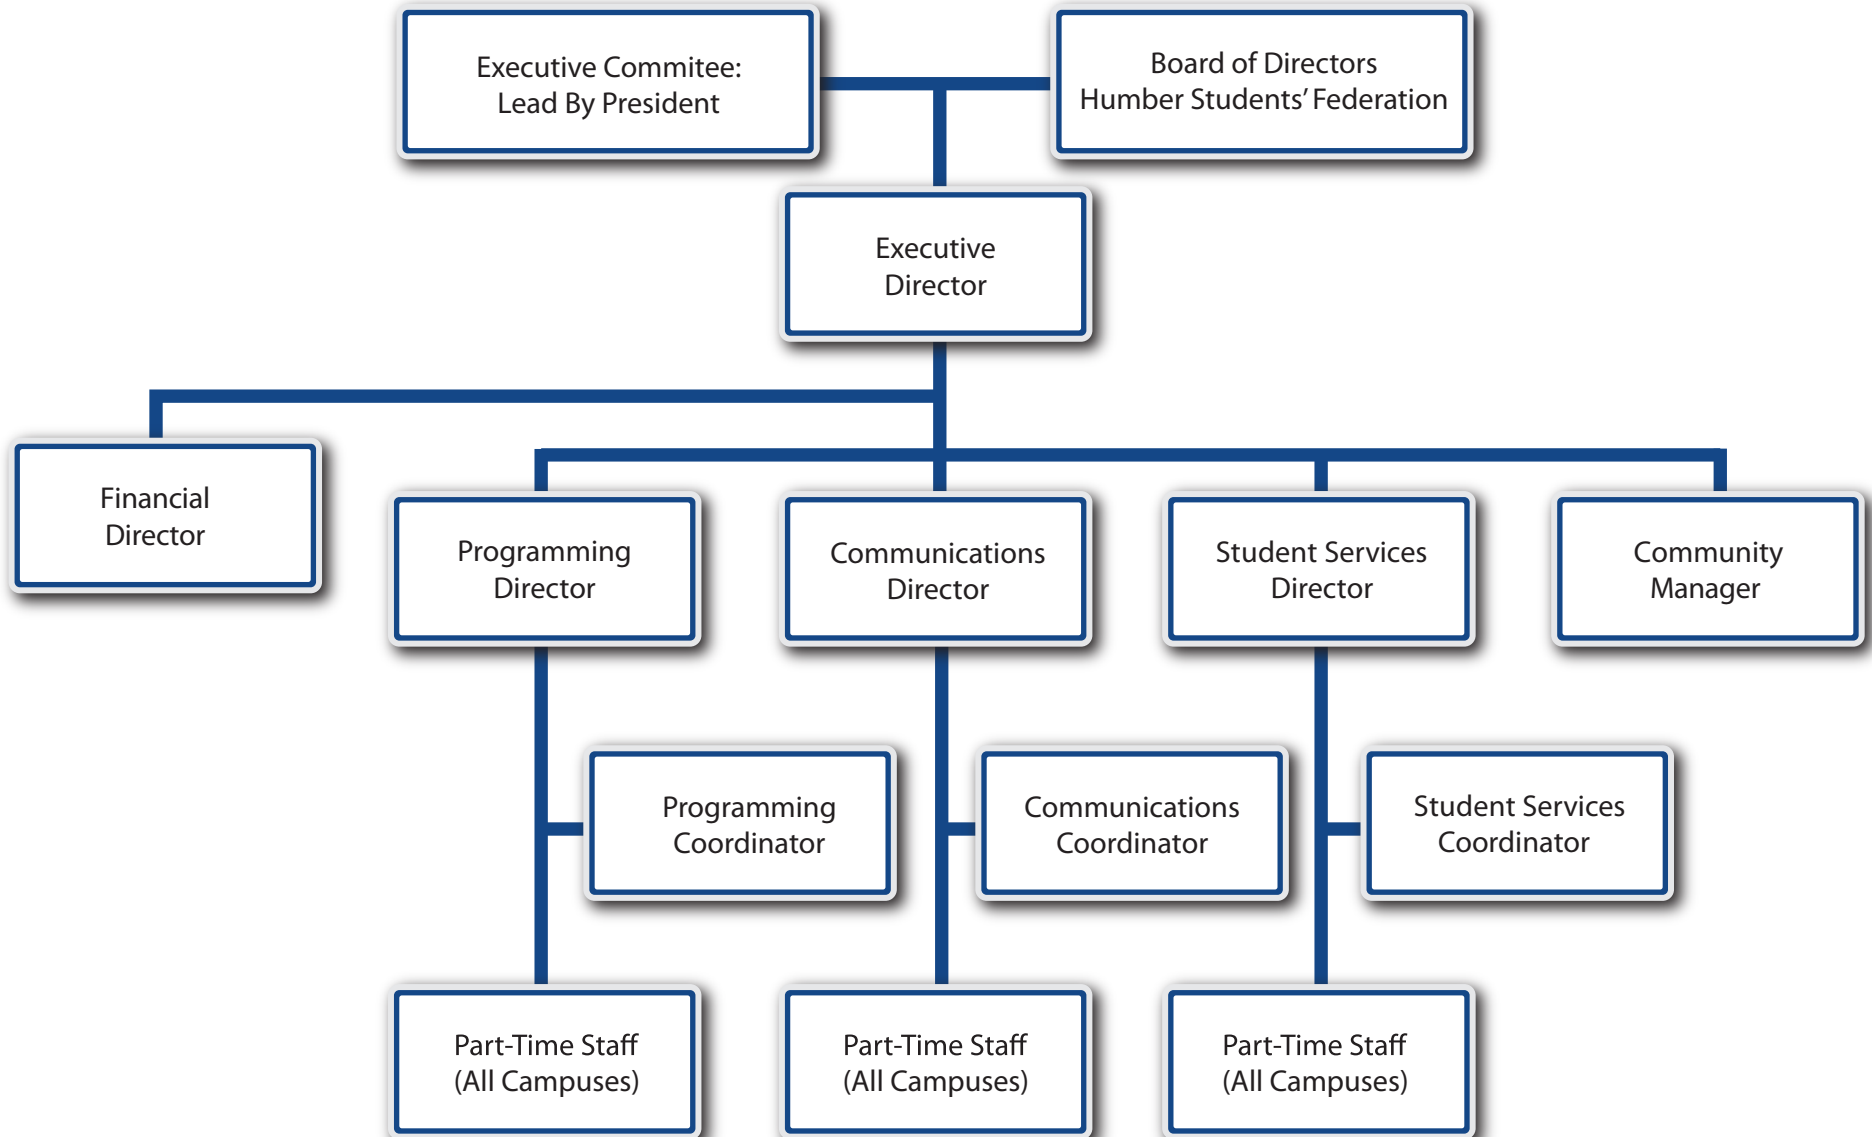 Executive Commitee:
Lead By President
Board of Directors
Humber Students' Federation
Executive
Director
Financial
Director
Programming
Director
Communications
Director
Student Services
Director
Community
Manager
Programming
Coordinator
Communications
Coordinator
Student Services
Coordinator
Part-Time Staff
(All Campuses)
Part-Time Staff
(All Campuses)
Part-Time Staff
(All Campuses)